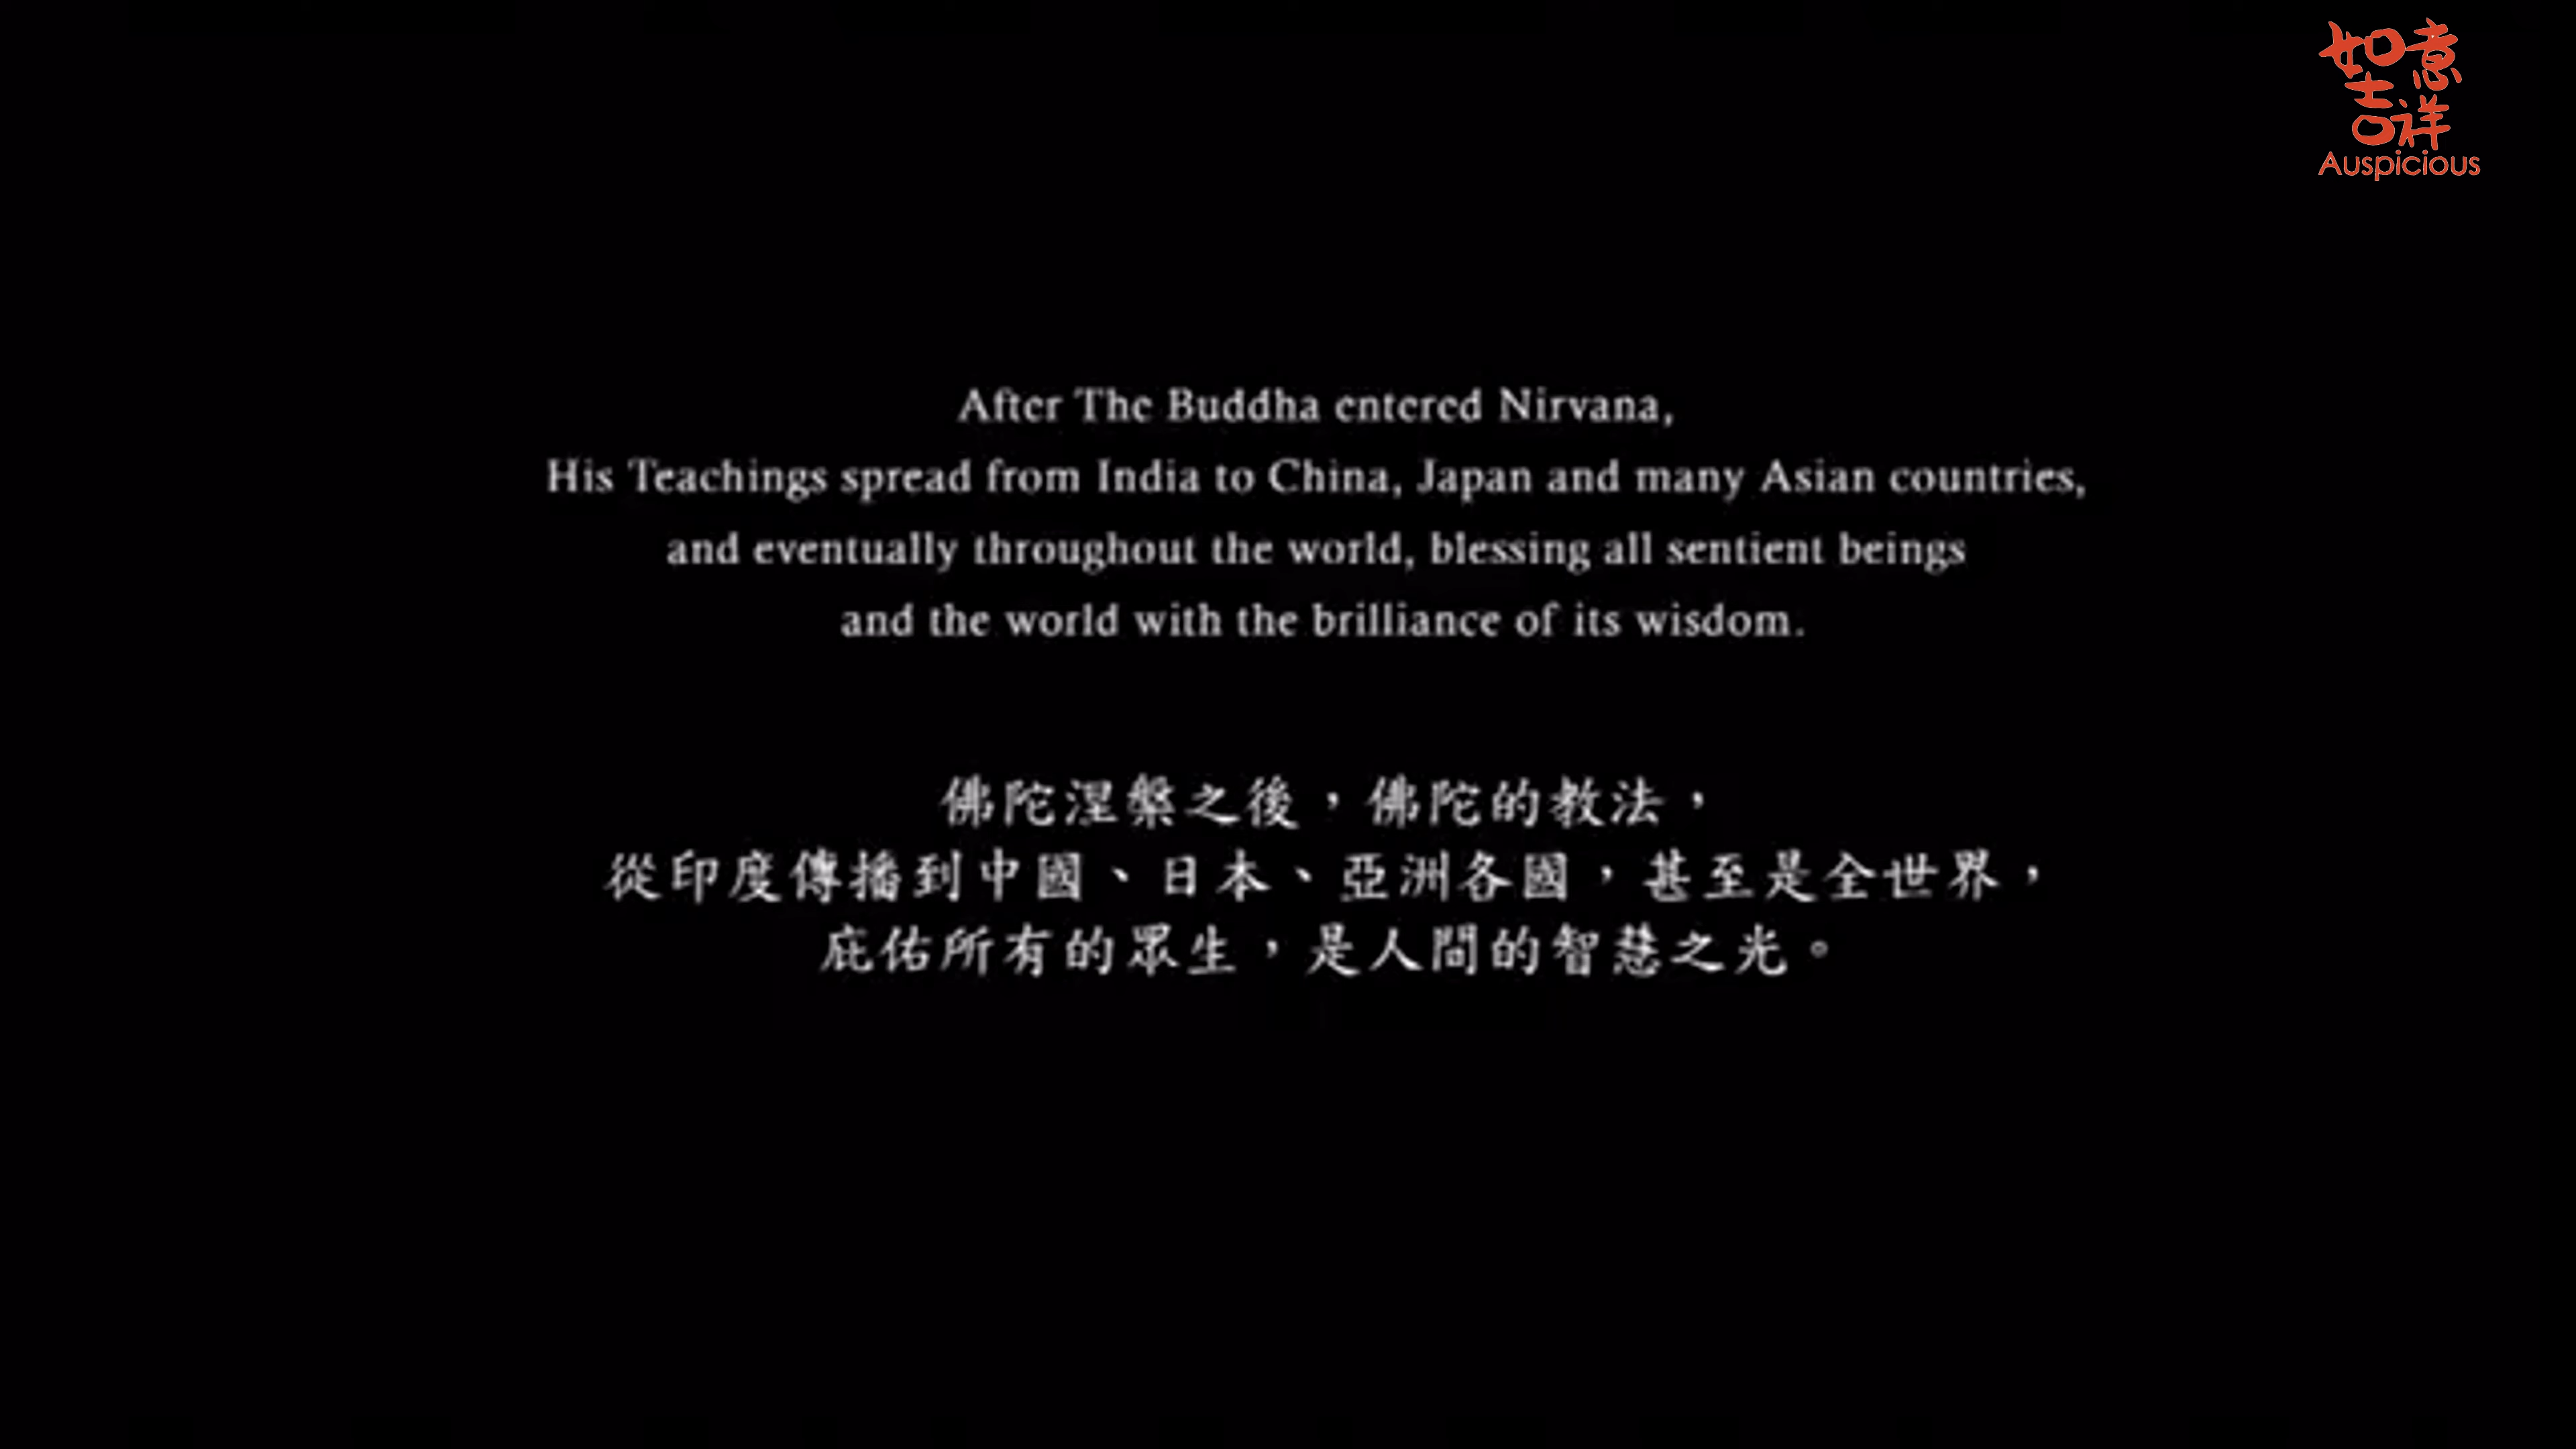 如意
吉祥
Auspicious
After The Buddha entered Nirvana,
His Teachings spread from India to China, Japan and many Asian countries,
and eventually throughout the world, blessing all sentient beings
and the world with the brilliance of its wisdom.
佛陀涅槃之後，佛陀的教法，
從印度傳播到中國、日本、亞洲各國，甚至是全世界，
庇佑所有的眾生，是人間的智慧之光。